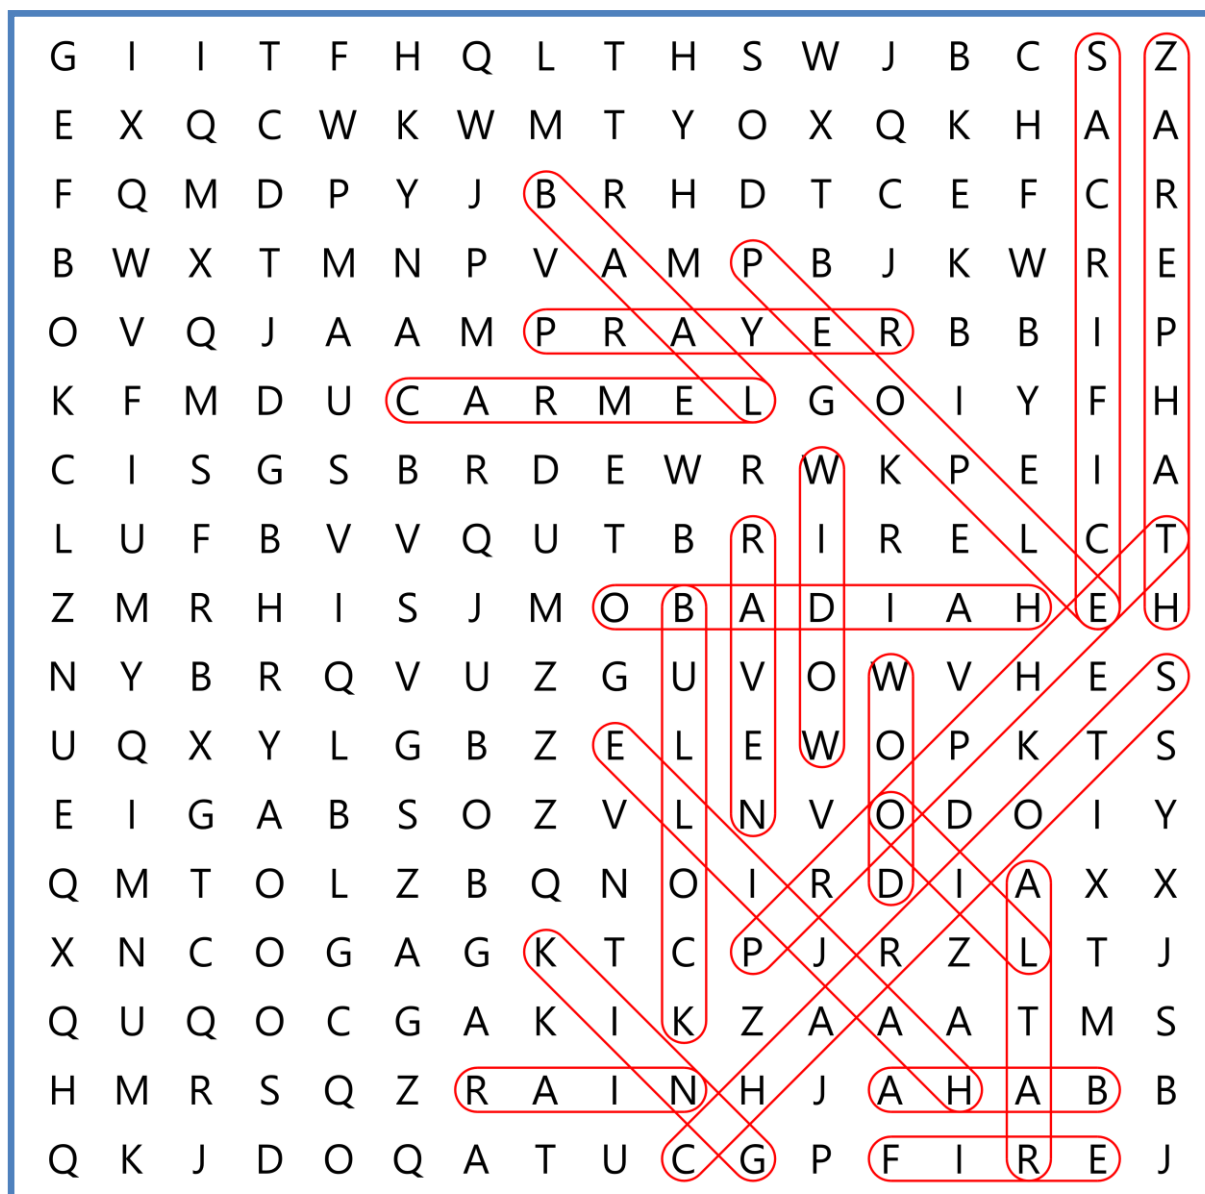 G I I T F H Q L T H S W J B C S Z
E X Q C W K W M T Y O X Q K H A A
F Q M D P Y J B R H D T C E F C R
B W X T M N P V A M P B J K W R E
O V Q J A A M P R A Y E R B B I P
K F M D U C A R M E L G O I Y F H
C I S G S B R D E W R W K P E I A
L U F B V V Q U T B R I R E L C T
Z M R H I S J M O B A D I A H E H
N Y B R Q V U Z G U V O W V H E S
U Q X Y L G B Z E L E W O P K T S
E I G A B S O Z V L N V O D O I Y
Q M T O L Z B Q N O I R D I A X X
X N C O G A G K T C P J R Z L T J
Q U Q O C G A K I K Z A A A T M S
H M R S Q Z R A I N H J A H A B B
Q K J D O Q A T U C G P F I R E J